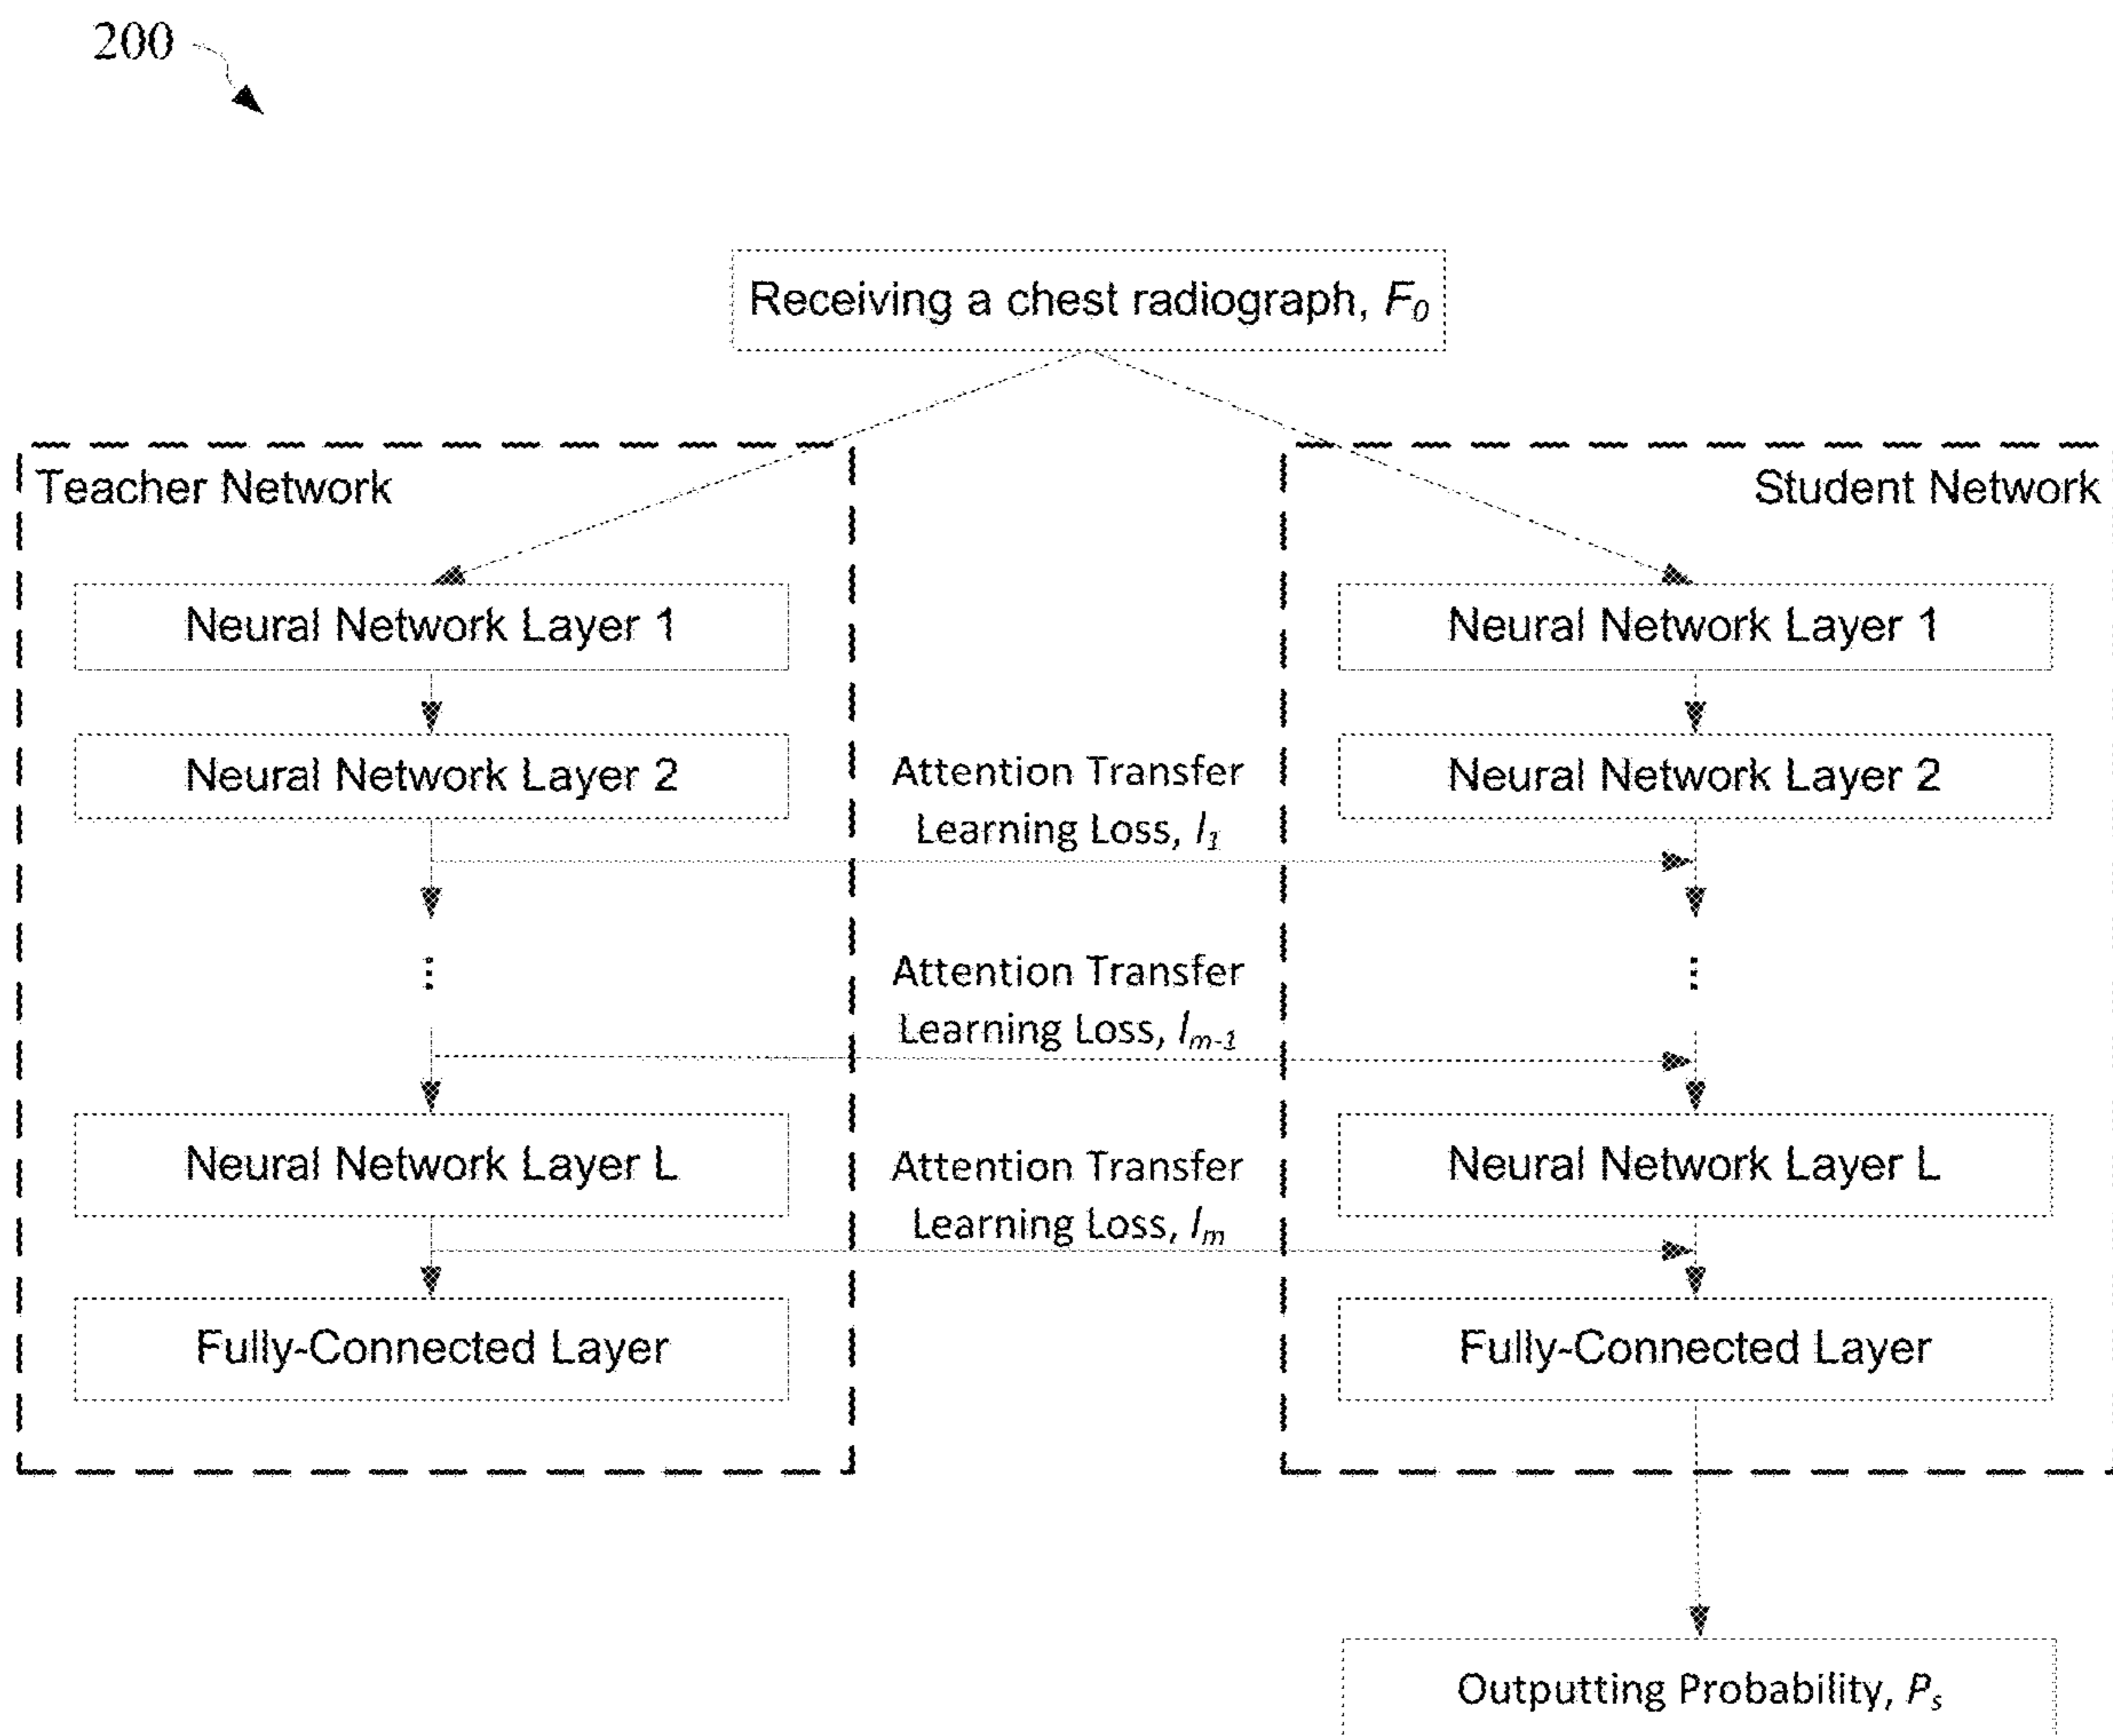 200
Receiving a chest radiograph, F₀
Teacher Network
Student Network
Neural Network Layer 1
Neural Network Layer 1
Neural Network Layer 2
Attention Transfer
Learning Loss, l₁
Neural Network Layer 2
...
Attention Transfer
Learning Loss, lₘ₋₁
...
Neural Network Layer L
Attention Transfer
Learning Loss, lₘ
Neural Network Layer L
Fully-Connected Layer
Fully-Connected Layer
Outputting Probability, Pₛ